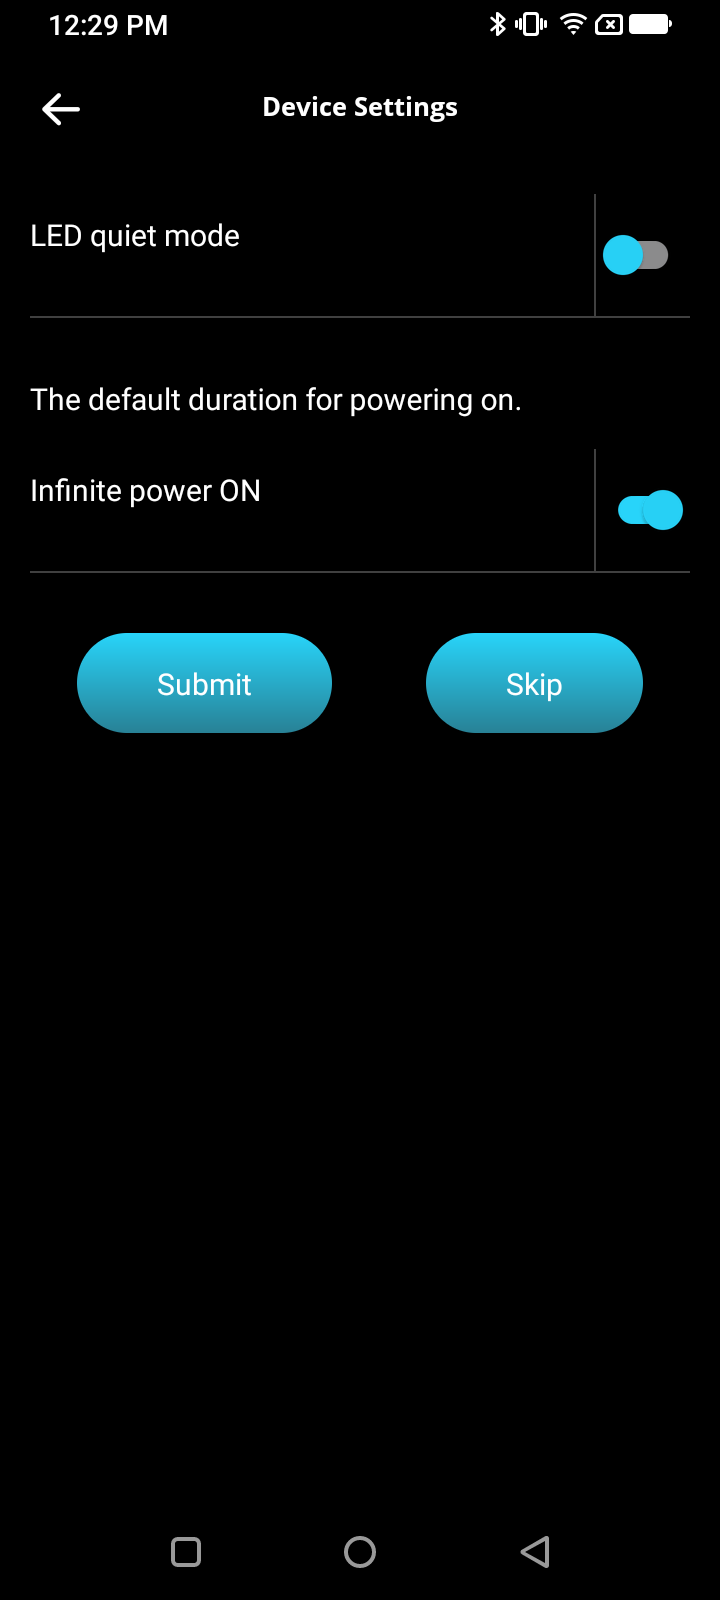 12:29 PM
Device Settings
LED quiet mode
The default duration for powering on.
Infinite power ON
Submit
Skip